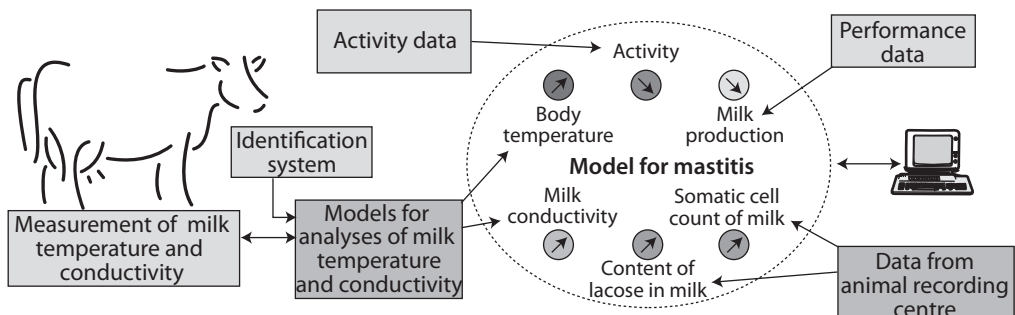 Activity data
Activity
Performance
data
Body
temperature
Milk
production
Identification
system
Model for mastitis
Milk
conductivity
Somatic cell
count of milk
Measurement of milk
temperature and
conductivity
Models for
analyses of milk
temperature
and conductivity
Content of
lacose in milk
Data from
animal recording
centre